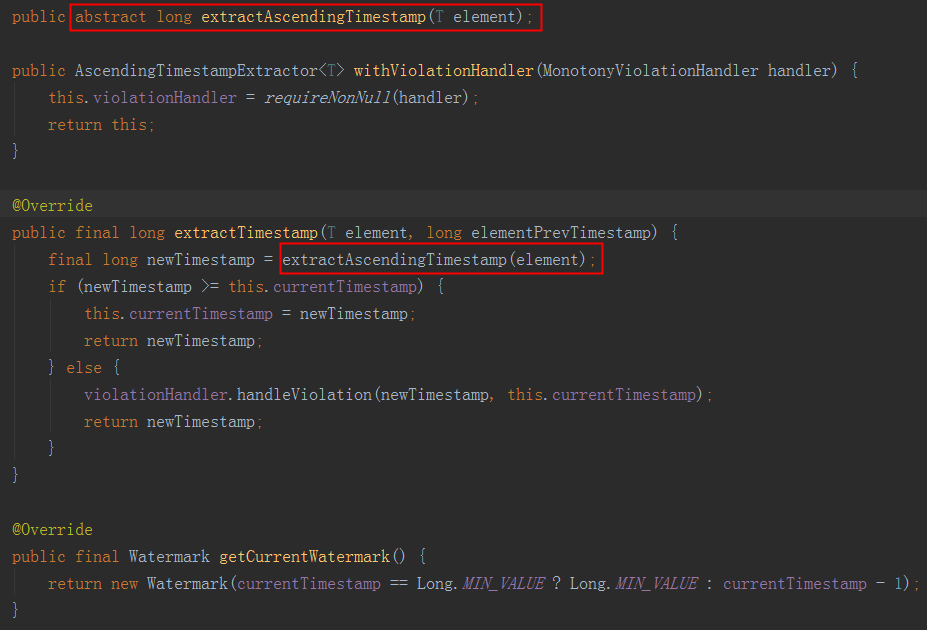 public abstract long extractAscendingTimestamp(T element);
public AscendingTimestampExtractor<T> withViolationHandler(MonotonyViolationHandler handler) {
this.violationHandler = requireNonNull(handler);
return this;
}
@Override
public final long extractTimestamp(T element, long elementPrevTimestamp) {
final long newTimestamp = extractAscendingTimestamp(element);
if (newTimestamp >= this.currentTimestamp) {
this.currentTimestamp = newTimestamp;
return newTimestamp;
} else {
violationHandler.handleViolation(newTimestamp, this.currentTimestamp);
return newTimestamp;
}
}
@Override
public final Watermark getCurrentWatermark() {
return new Watermark(currentTimestamp == Long.MIN_VALUE ? Long.MIN_VALUE : currentTimestamp - 1);
}